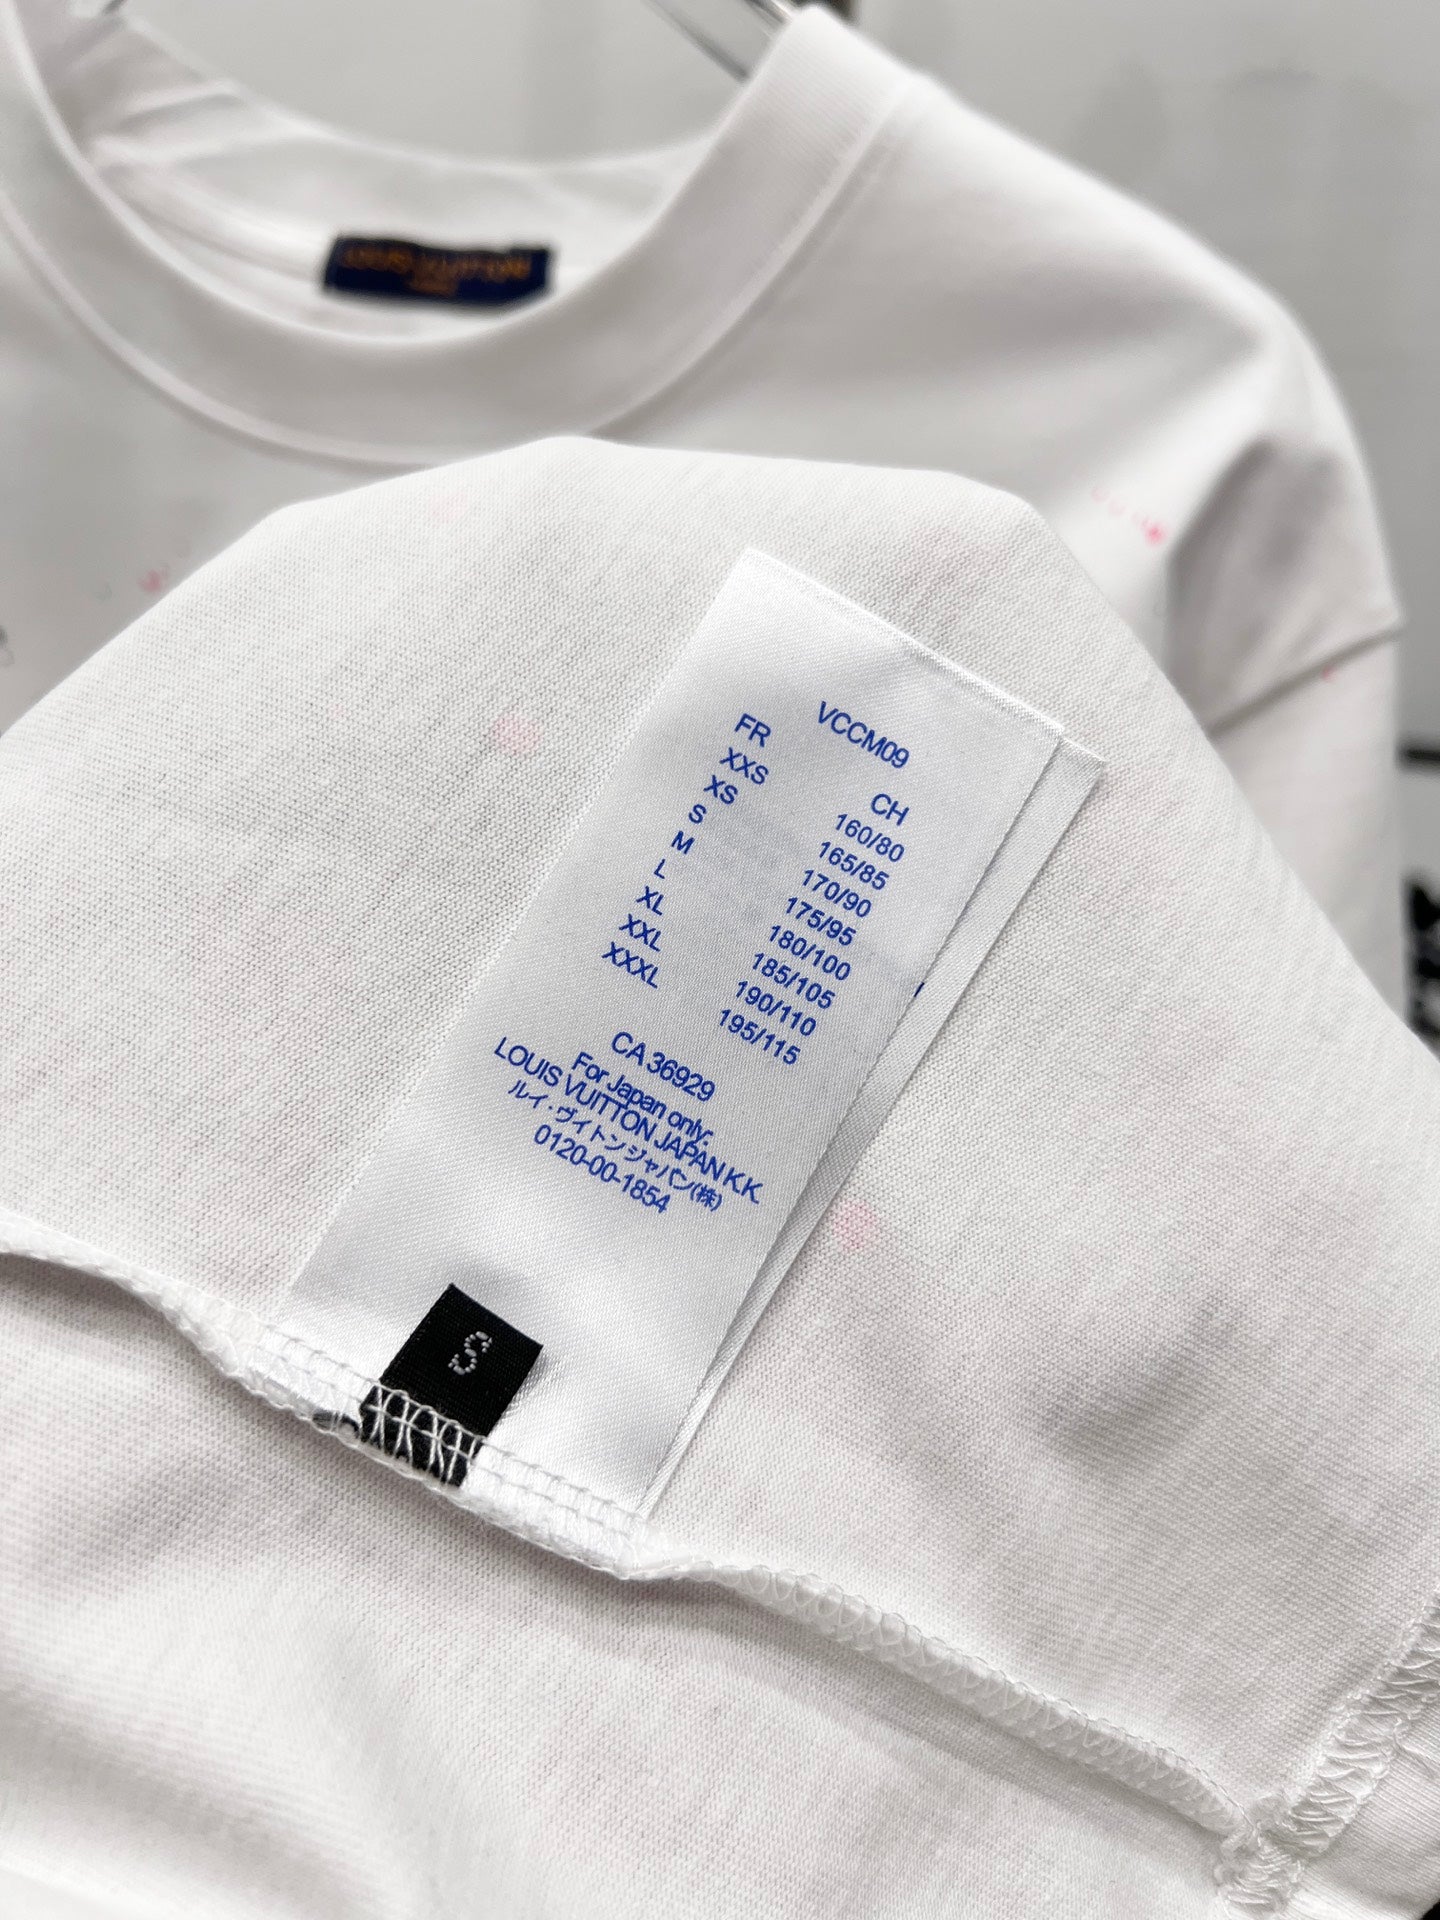 LOUIS VUITTON
VCCM09
FR CH
XXS 160/80
XS 165/85
S 170/90
M 175/95
L 180/100
XL 185/105
XXL 190/110
XXXL 195/115
CA 36929
For Japan only:
LOUIS VUITTON JAPAN K.K.
ルイ・ヴィトンジャパン(株)
0120-00-1854
S